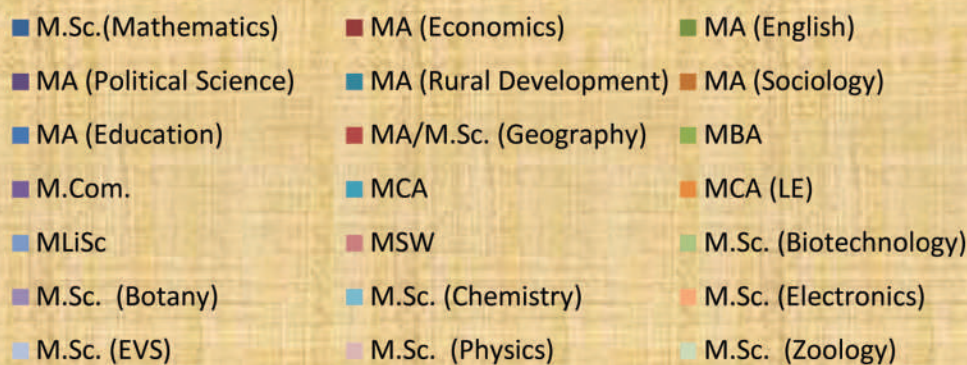 M.Sc.(Mathematics) MA (Economics) MA (English)
MA (Political Science) MA (Rural Development) MA (Sociology)
MA (Education) MA/M.Sc. (Geography) MBA
M.Com. MCA MCA (LE)
MLiSc MSW M.Sc. (Biotechnology)
M.Sc. (Botany) M.Sc. (Chemistry) M.Sc. (Electronics)
M.Sc. (EVS) M.Sc. (Physics) M.Sc. (Zoology)